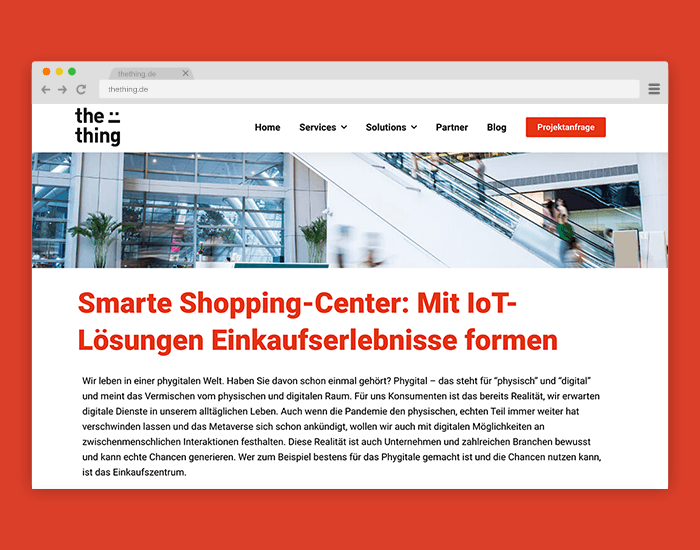 thething.de
thething.de
the
thing
Home Services Solutions Partner Blog Projektanfrage
Smarte Shopping-Center: Mit IoT-
Lösungen Einkaufserlebnisse formen
Wir leben in einer phygitalen Welt. Haben Sie davon schon einmal gehört? Phygital – das steht für “physisch” und “digital”
und meint das Vermischen vom physischen und digitalen Raum. Für uns Konsumenten ist das bereits Realität, wir erwarten
digitale Dienste in unserem alltäglichen Leben. Auch wenn die Pandemie den physischen, echten Teil immer weiter hat
verschwinden lassen und das Metaverse sich schon ankündigt, wollen wir auch mit digitalen Möglichkeiten an
zwischenmenschlichen Interaktionen festhalten. Diese Realität ist auch Unternehmen und zahlreichen Branchen bewusst
und kann echte Chancen generieren. Wer zum Beispiel bestens für das Phygitale gemacht ist und die Chancen nutzen kann,
ist das Einkaufszentrum.